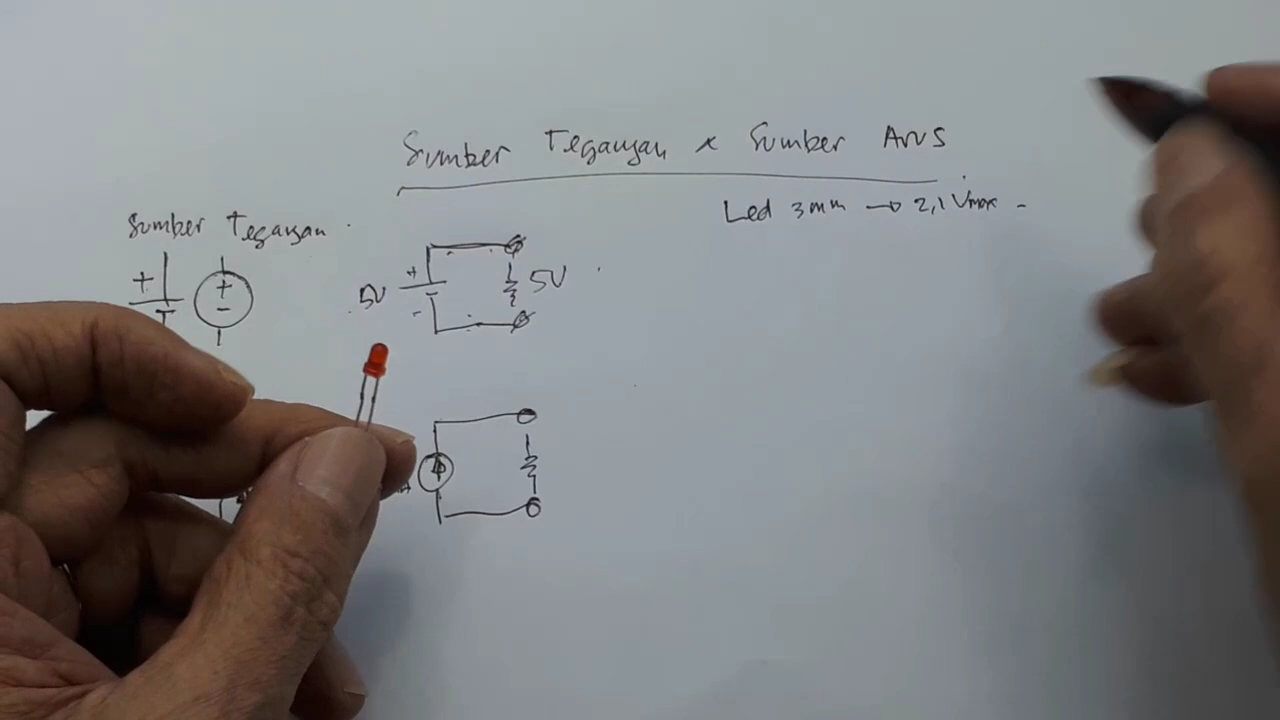 Sumber Tegangan & Sumber Arus
Led 3mm → 2,1 Vmax -
Sumber Tegangan
+
+
-
5V
+
-
5V